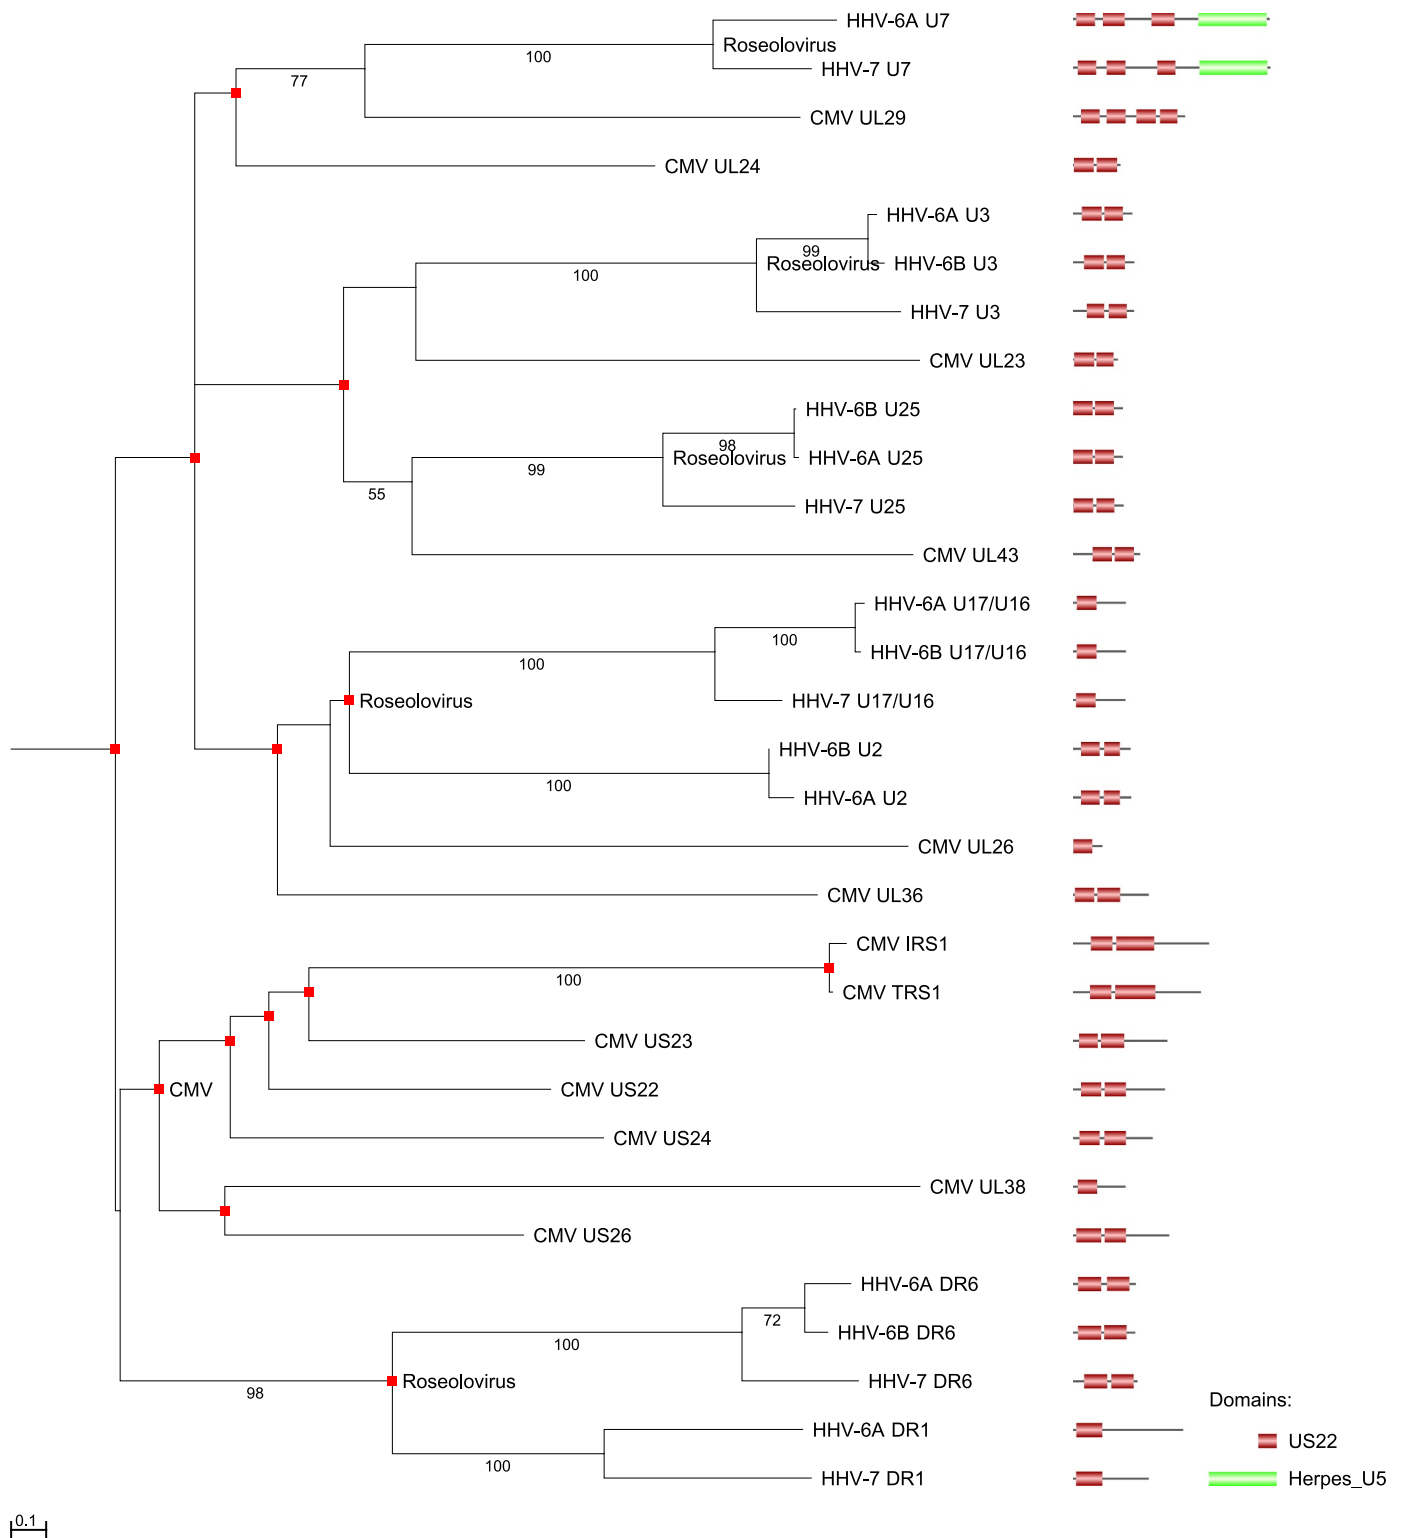 HHV-6A U7
Roseolovirus
100
HHV-7 U7
77
CMV UL29
CMV UL24
HHV-6A U3
99
Roseolovirus
HHV-6B U3
100
HHV-7 U3
CMV UL23
HHV-6B U25
98
Roseolovirus
HHV-6A U25
99
55
HHV-7 U25
CMV UL43
HHV-6A U17/U16
100
HHV-6B U17/U16
100
Roseolovirus
HHV-7 U17/U16
HHV-6B U2
100
HHV-6A U2
CMV UL26
CMV UL36
CMV IRS1
100
CMV TRS1
CMV US23
CMV
CMV US22
CMV US24
CMV UL38
CMV US26
HHV-6A DR6
72
HHV-6B DR6
100
98
Roseolovirus
HHV-7 DR6
Domains:
HHV-6A DR1
US22
100
HHV-7 DR1
Herpes_U5
0.1